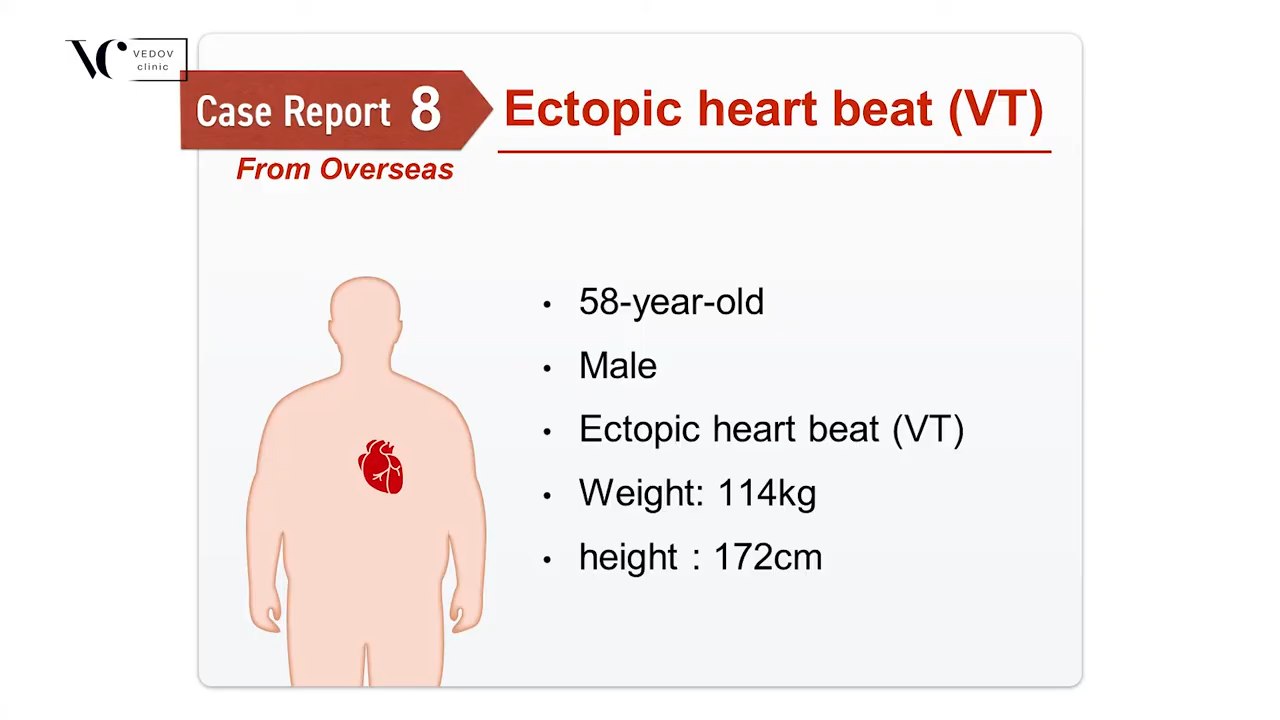 VC VEDOV
clinic
Case Report 8
Ectopic heart beat (VT)
From Overseas
• 58-year-old
• Male
• Ectopic heart beat (VT)
• Weight: 114kg
• height : 172cm